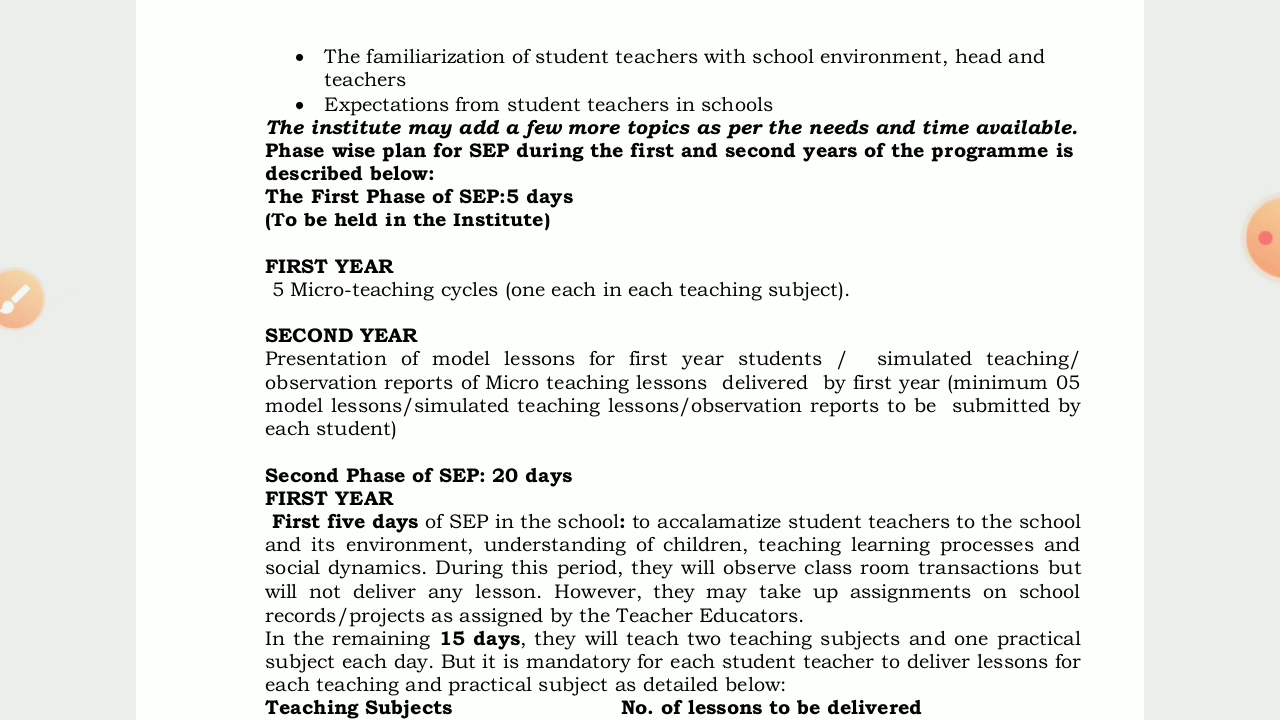 • The familiarization of student teachers with school environment, head and
teachers
• Expectations from student teachers in schools
The institute may add a few more topics as per the needs and time available.
Phase wise plan for SEP during the first and second years of the programme is
described below:
The First Phase of SEP:5 days
(To be held in the Institute)
FIRST YEAR
5 Micro-teaching cycles (one each in each teaching subject).
SECOND YEAR
Presentation of model lessons for first year students / simulated teaching/
observation reports of Micro teaching lessons delivered by first year (minimum 05
model lessons/simulated teaching lessons/observation reports to be submitted by
each student)
Second Phase of SEP: 20 days
FIRST YEAR
First five days of SEP in the school: to accalamatize student teachers to the school
and its environment, understanding of children, teaching learning processes and
social dynamics. During this period, they will observe class room transactions but
will not deliver any lesson. However, they may take up assignments on school
records/projects as assigned by the Teacher Educators.
In the remaining 15 days, they will teach two teaching subjects and one practical
subject each day. But it is mandatory for each student teacher to deliver lessons for
each teaching and practical subject as detailed below:
Teaching Subjects No. of lessons to be delivered